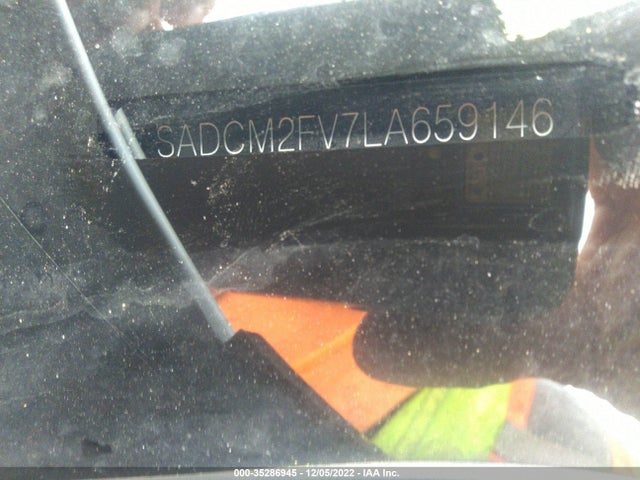 SADCM2FV7LA659146
000-35286945 - 12/05/2022 - IAA Inc.